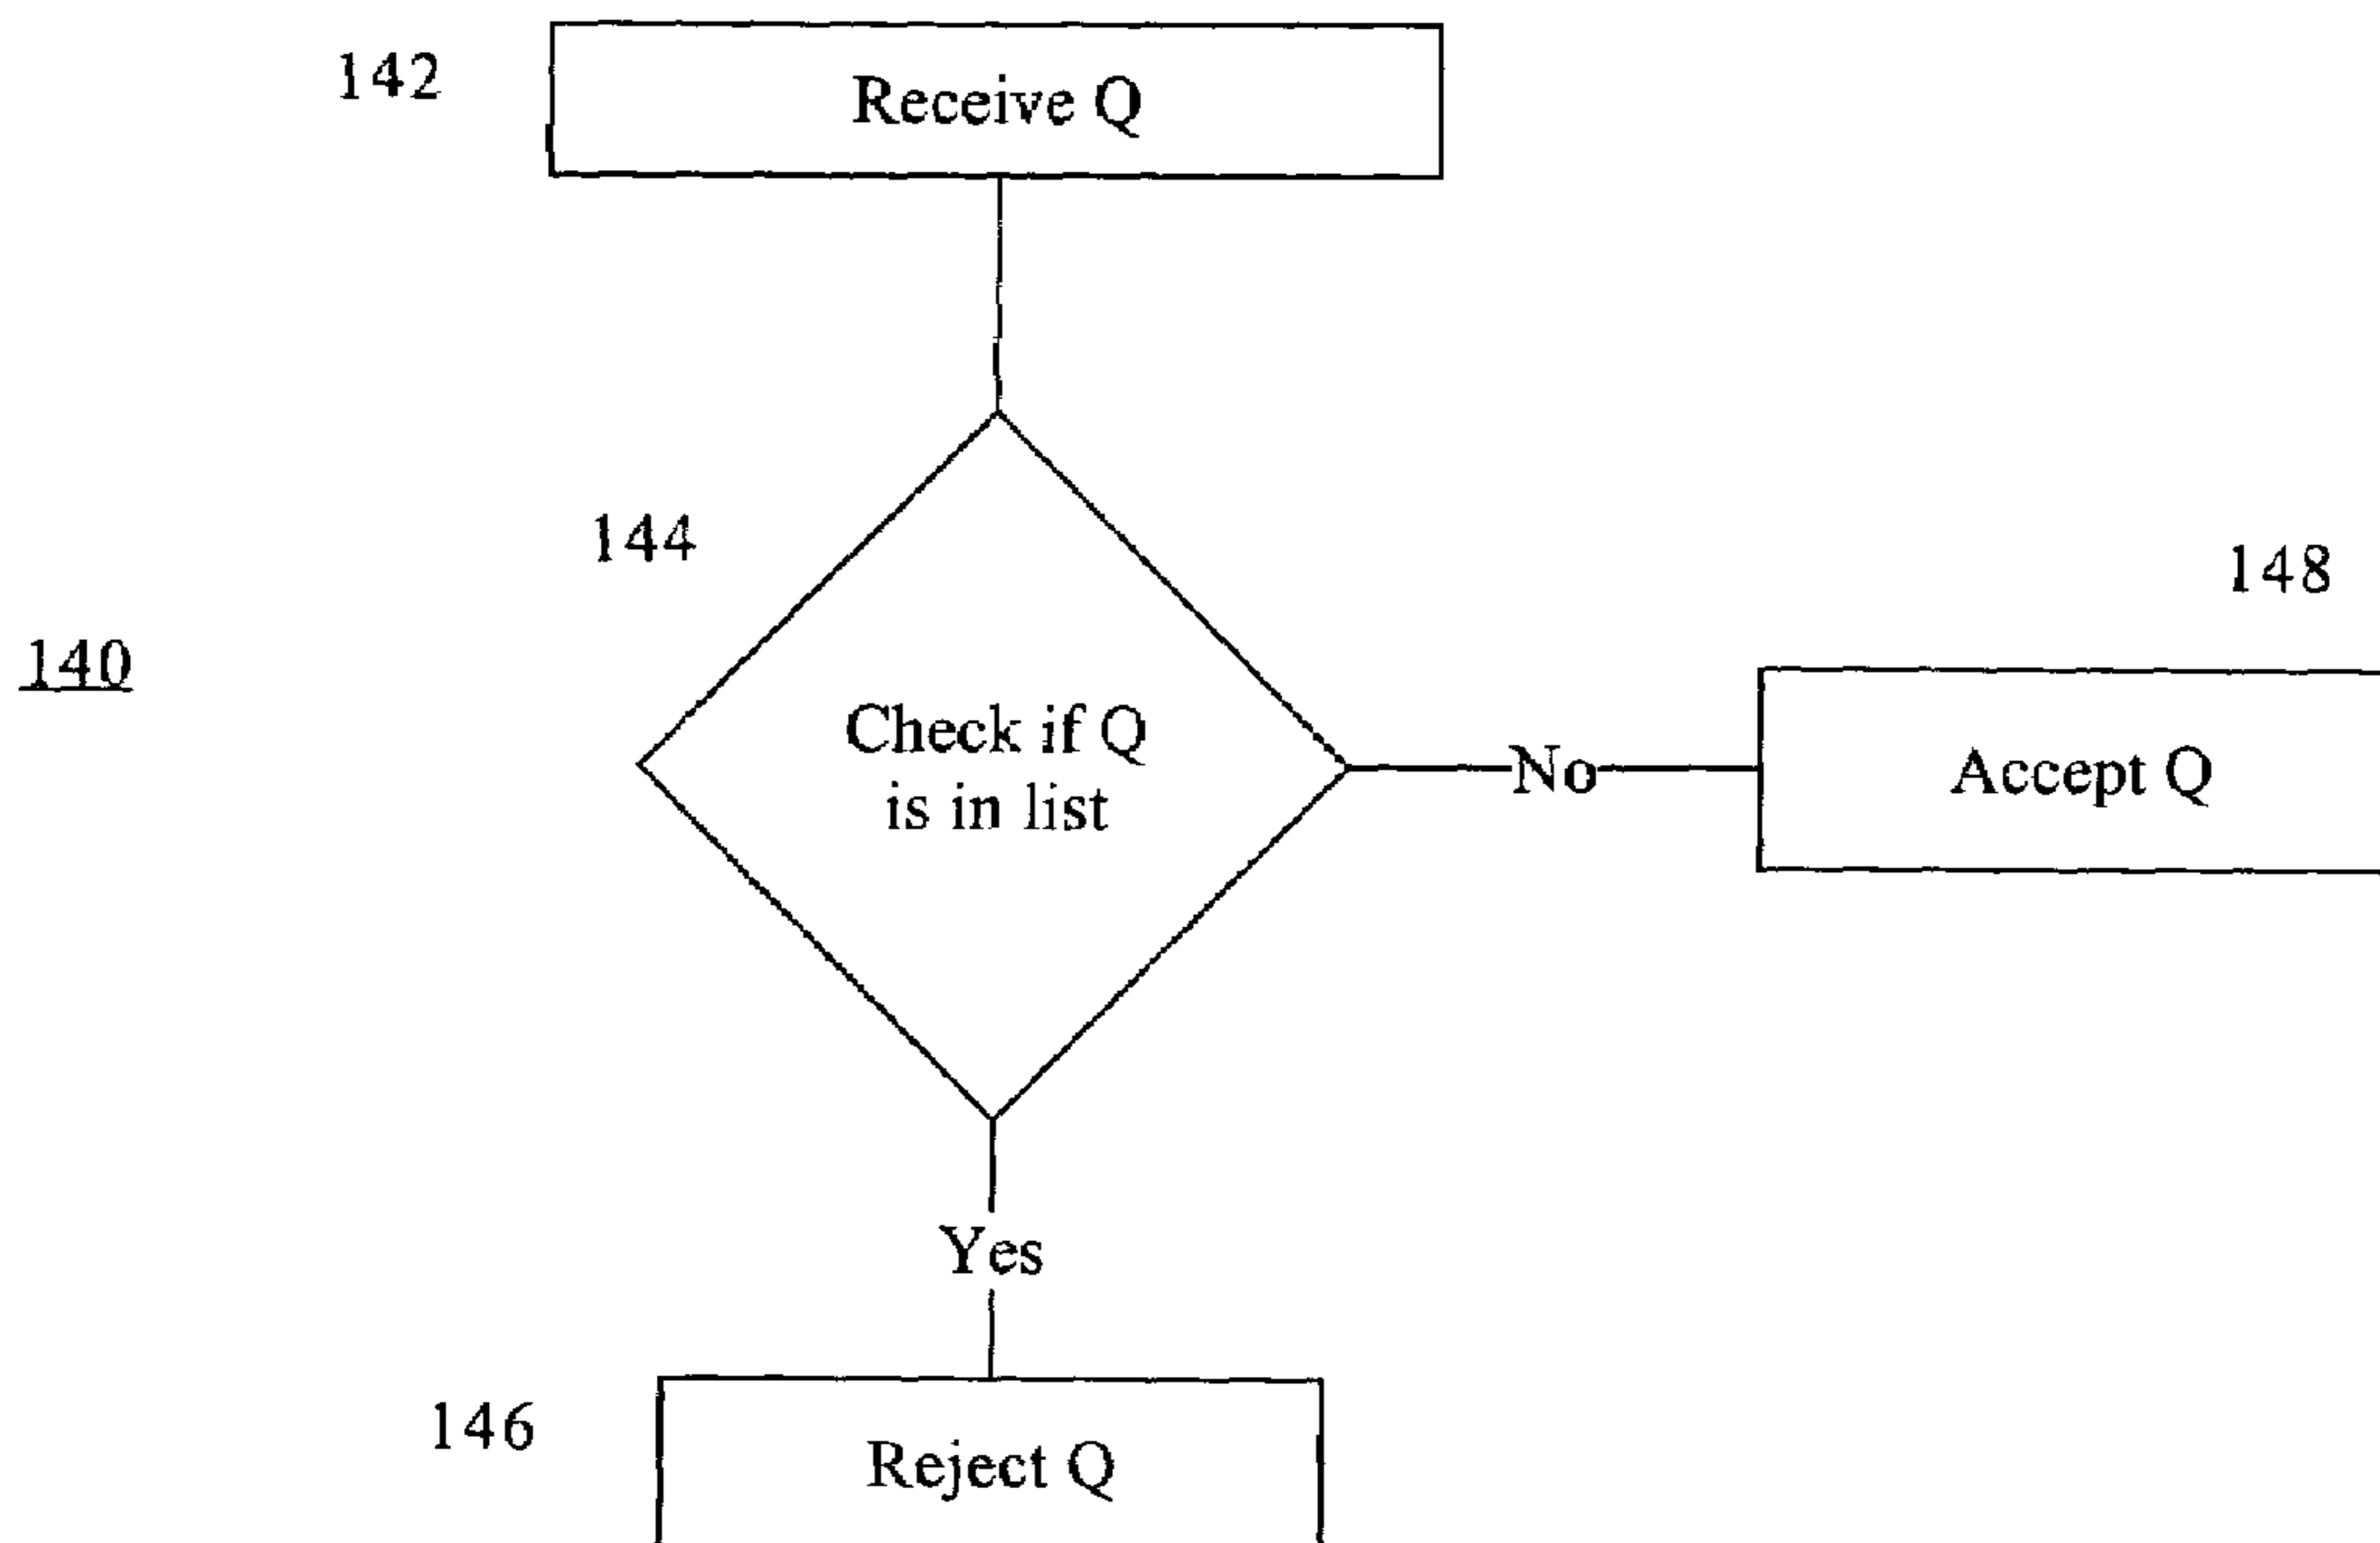 142
Receive Q
144
148
140
Check if Q
is in list
No
Accept Q
Yes
146
Reject Q